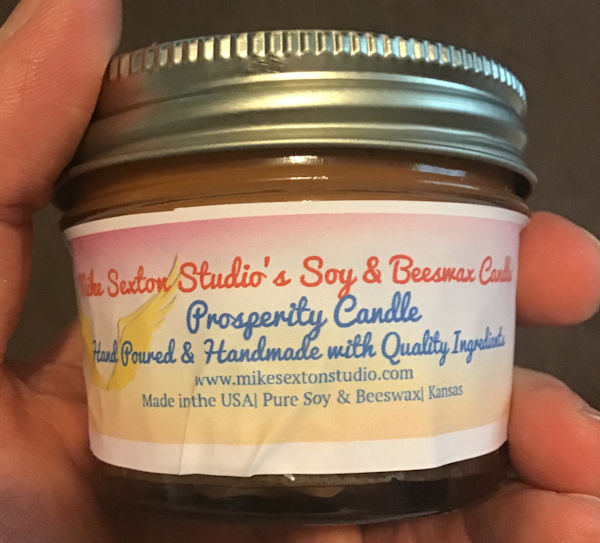 Mike Sexton Studio's Soy & Beeswax Candle
Prosperity Candle
Hand Poured & Handmade with Quality Ingredients
www.mikesextonstudio.com
Made inthe USA| Pure Soy & Beeswax| Kansas